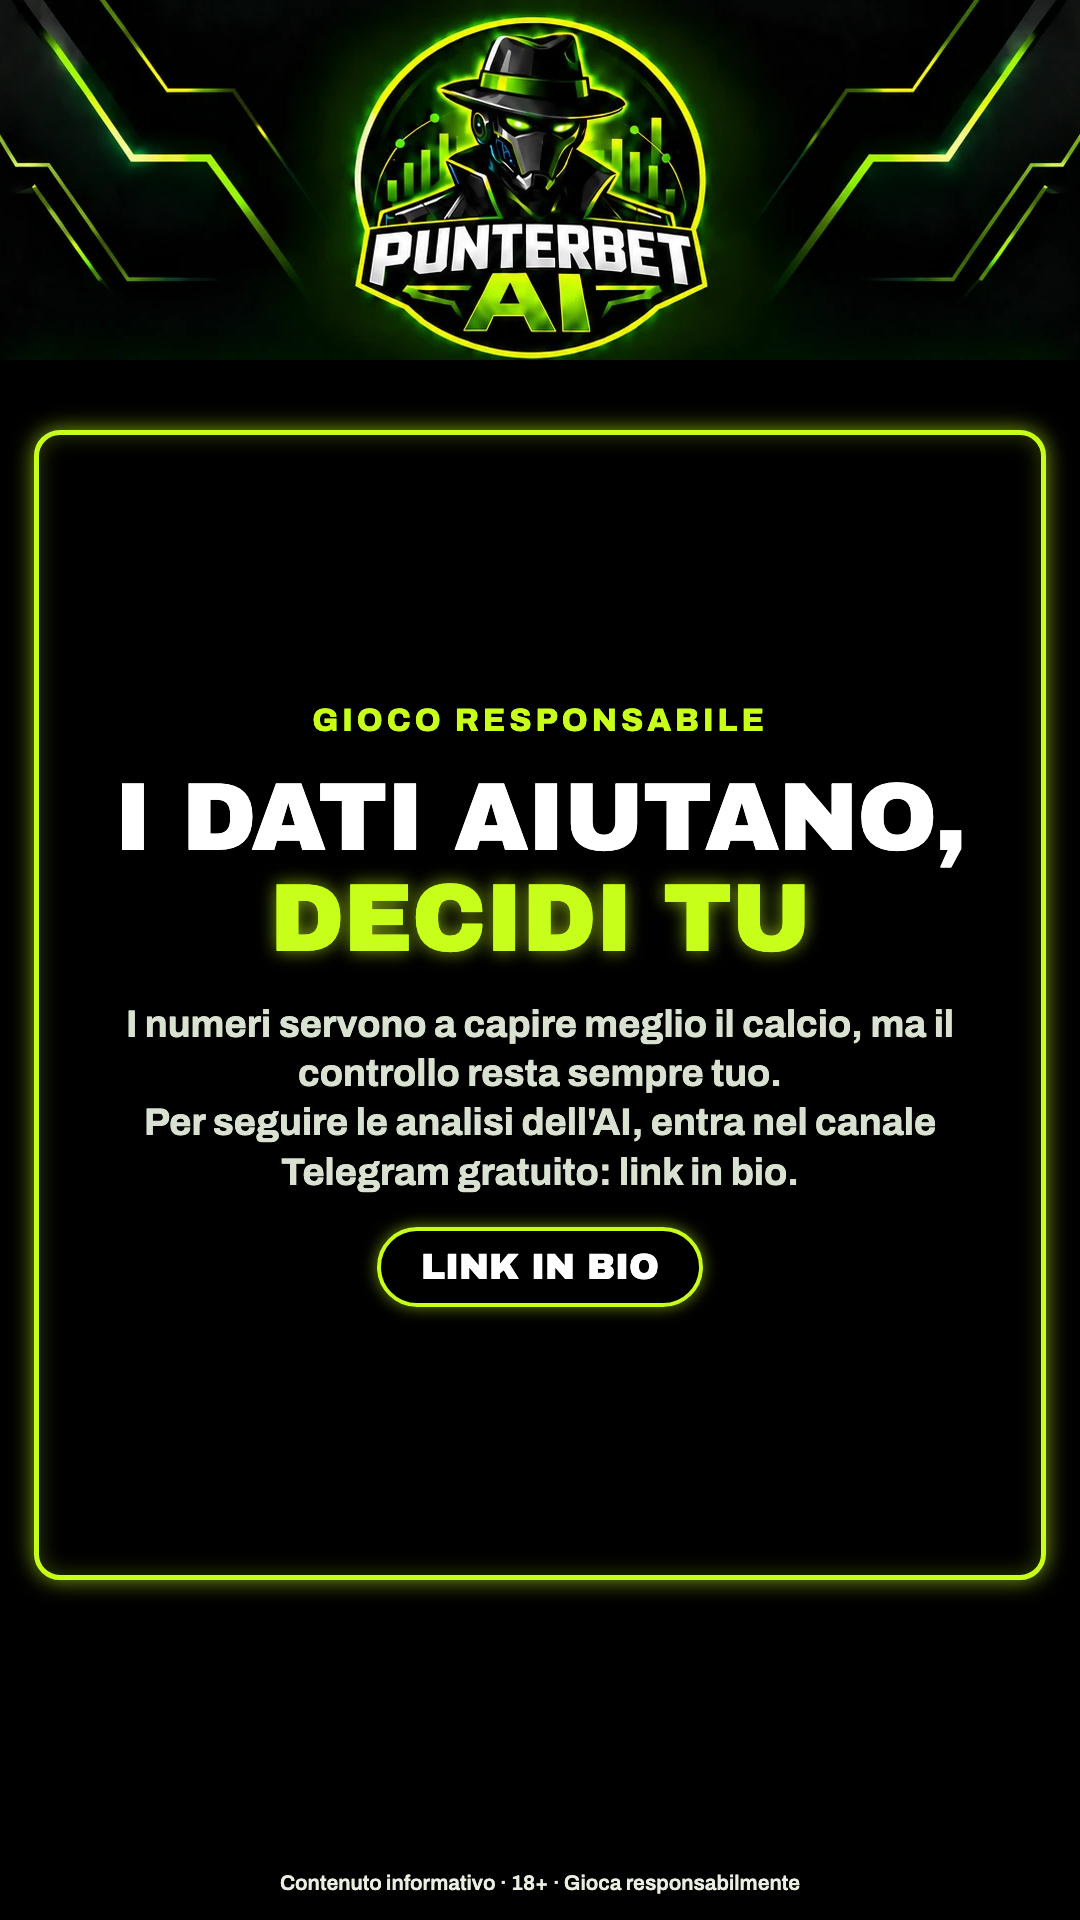 PUNTERBET
AI
GIOCO RESPONSABILE
I DATI AIUTANO,
DECIDI TU
I numeri servono a capire meglio il calcio, ma il
controllo resta sempre tuo.
Per seguire le analisi dell'AI, entra nel canale
Telegram gratuito: link in bio.
LINK IN BIO
Contenuto informativo · 18+ · Gioca responsabilmente